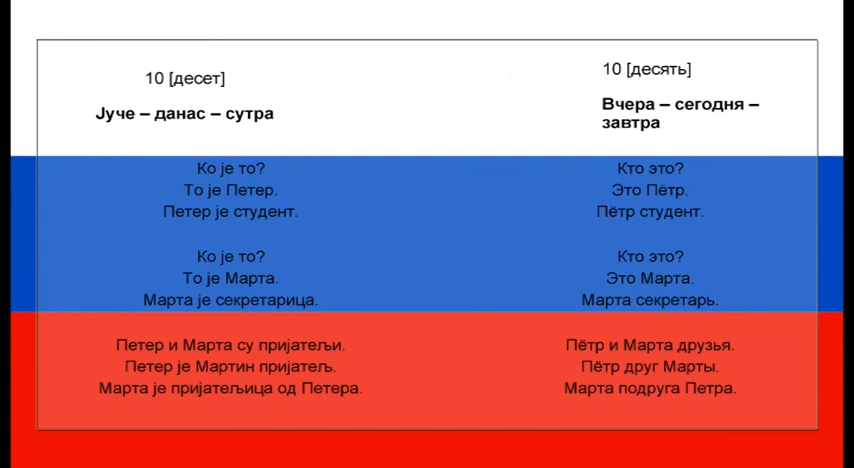 10 [десет]
Јуче – данас – сутра
Ко је то?
То је Петер.
Петер је студент.
Ко је то?
То је Марта.
Марта је секретарица.
Петер и Марта су пријатељи.
Петер је Мартин пријатељ.
Марта је пријатељица од Петера.
10 [десять]
Вчера – сегодня –
завтра
Кто это?
Это Пётр.
Пётр студент.
Кто это?
Это Марта.
Марта секретарь.
Пётр и Марта друзья.
Пётр друг Марты.
Марта подруга Петра.